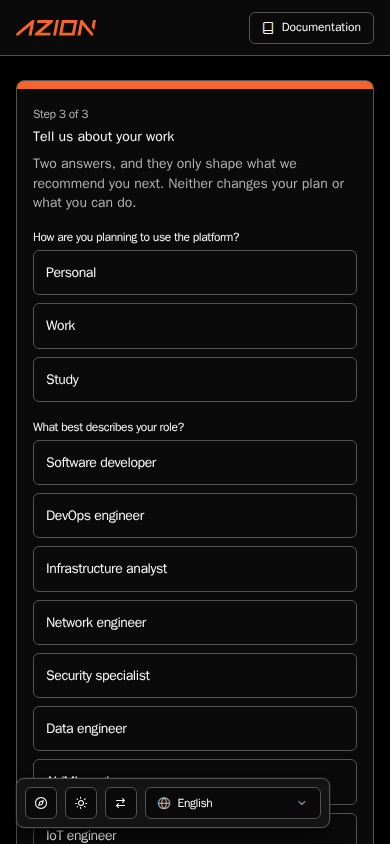 AZION
Documentation
Step 3 of 3
Tell us about your work
Two answers, and they only shape what we
recommend you next. Neither changes your plan or
what you can do.
How are you planning to use the platform?
Personal
Work
Study
What best describes your role?
Software developer
DevOps engineer
Infrastructure analyst
Network engineer
Security specialist
Data engineer
English
IoT engineer